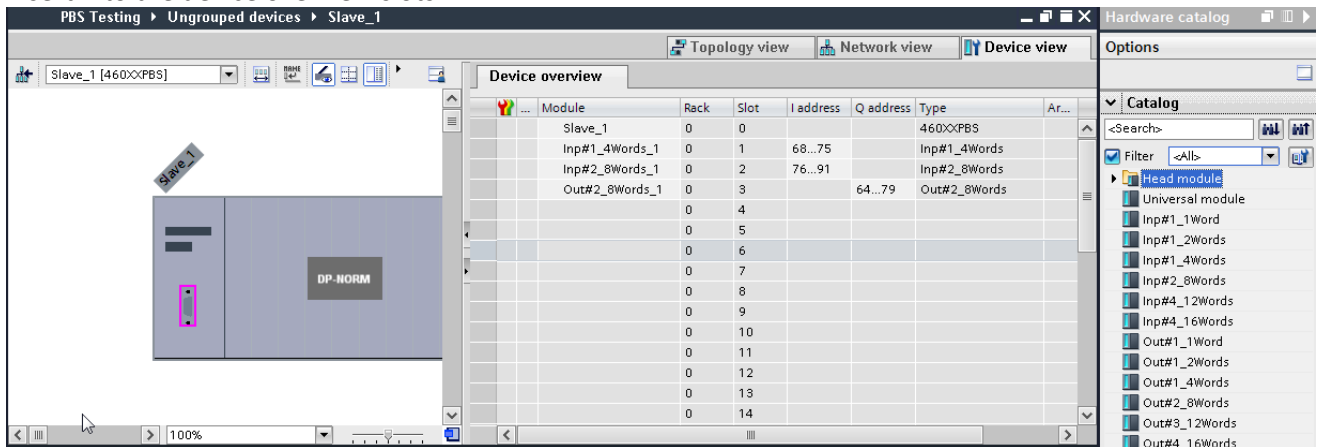 PBS Testing ▸ Ungrouped devices ▸ Slave_1
Hardware catalog
Topology view
Network view
Device view
Options
Slave_1 [460XXPBS]
NAME
Device overview
... Module Rack Slot I address Q address Type Ar...
Slave_1 0 0 460XXPBS
Inp#1_4Words_1 0 1 68...75 Inp#1_4Words
Inp#2_8Words_1 0 2 76...91 Inp#2_8Words
Out#2_8Words_1 0 3 64...79 Out#2_8Words
0 4
0 5
0 6
0 7
0 8
0 9
0 10
0 11
0 12
0 13
0 14
Slave_1
DP-NORM
100%
Catalog
<Search>
Filter <All>
Head module
Universal module
Inp#1_1Word
Inp#1_2Words
Inp#1_4Words
Inp#2_8Words
Inp#4_12Words
Inp#4_16Words
Out#1_1Word
Out#1_2Words
Out#1_4Words
Out#2_8Words
Out#3_12Words
Out#4_16Words